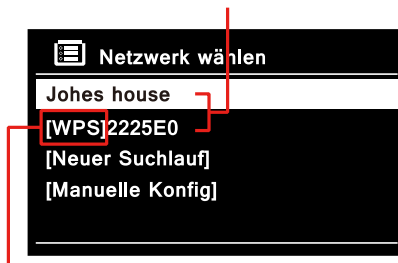 Netzwerk wählen
Johes house
[WPS]2225E0
[Neuer Suchlauf]
[Manuelle Konfig]